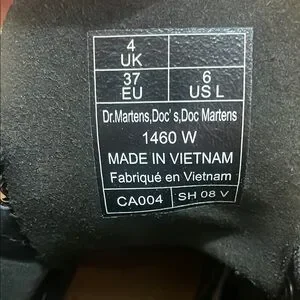 4
UK
37 6
EU US L
Dr.Martens,Doc's,Doc Martens
1460 W
MADE IN VIETNAM
Fabriqué en Vietnam
CA004 SH 08 V